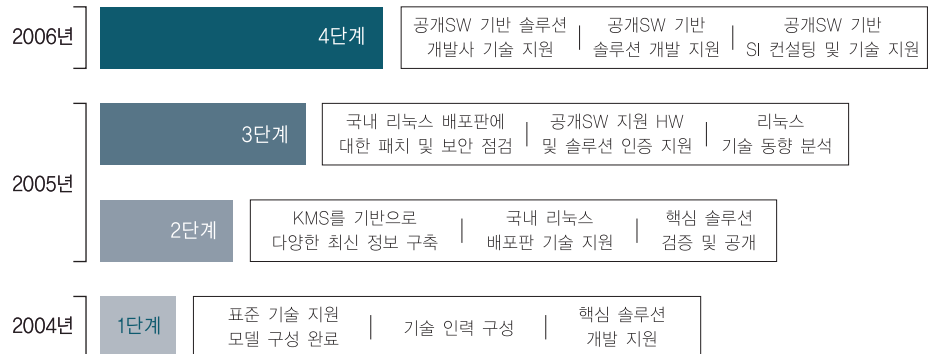 2006년
4단계
공개SW 기반 솔루션
개발사 기술 지원
공개SW 기반
솔루션 개발 지원
공개SW 기반
SI 컨설팅 및 기술 지원
2005년
3단계
국내 리눅스 배포판에
대한 패치 및 보안 점검
공개SW 지원 HW
및 솔루션 인증 지원
리눅스
기술 동향 분석
2단계
KMS를 기반으로
다양한 최신 정보 구축
국내 리눅스
배포판 기술 지원
핵심 솔루션
검증 및 공개
2004년
1단계
표준 기술 지원
모델 구성 완료
기술 인력 구성
핵심 솔루션
개발 지원